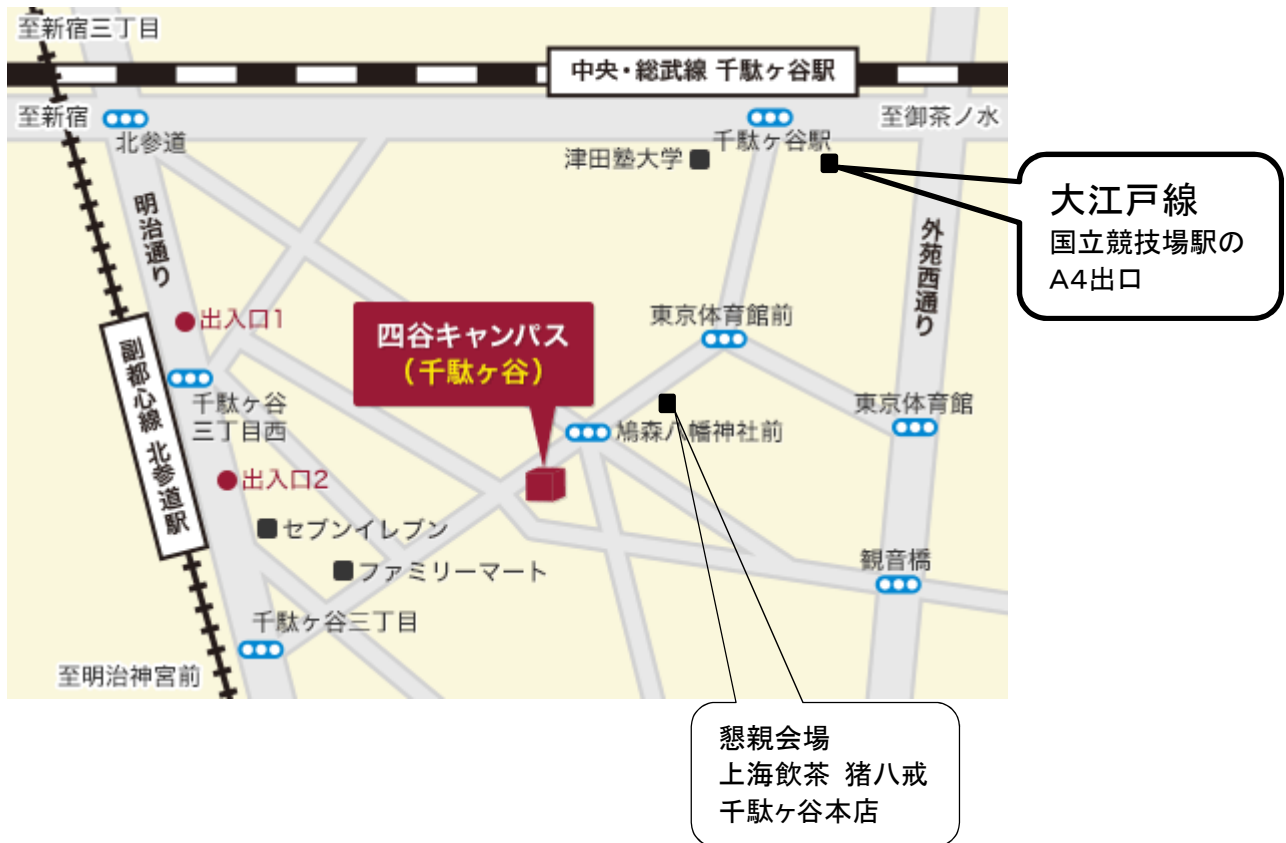 至新宿三丁目
中央・総武線 千駄ヶ谷駅
至新宿
北参道
千駄ヶ谷駅
至御茶ノ水
津田塾大学
大江戸線
国立競技場駅の
A4出口
明治通り
外苑西通り
出入口1
四谷キャンパス
（千駄ヶ谷）
東京体育館前
副都心線 北参道駅
千駄ヶ谷
三丁目西
鳩森八幡神社前
東京体育館
出入口2
セブンイレブン
ファミリーマート
観音橋
千駄ヶ谷三丁目
至明治神宮前
懇親会場
上海飲茶 猪八戒
千駄ヶ谷本店